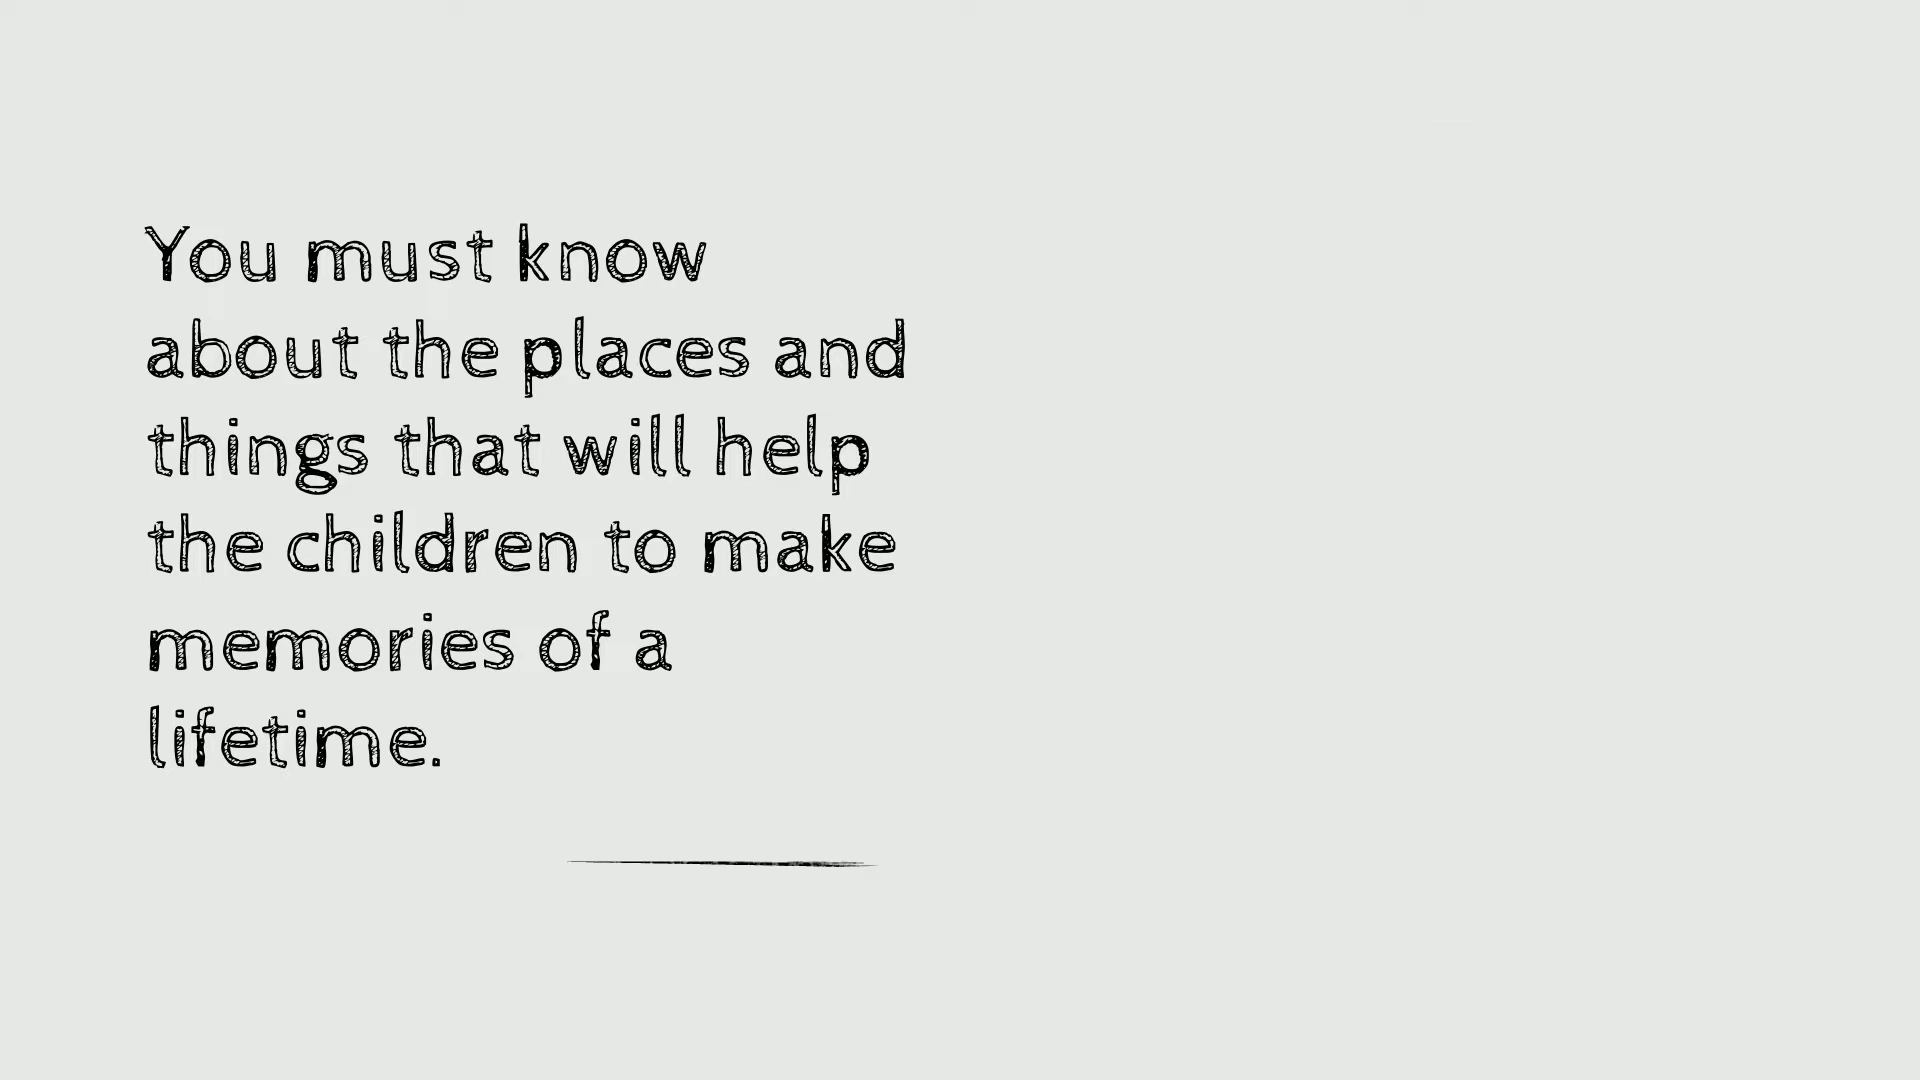 You must know
about the places and
things that will help
the children to make
memories of a
lifetime.